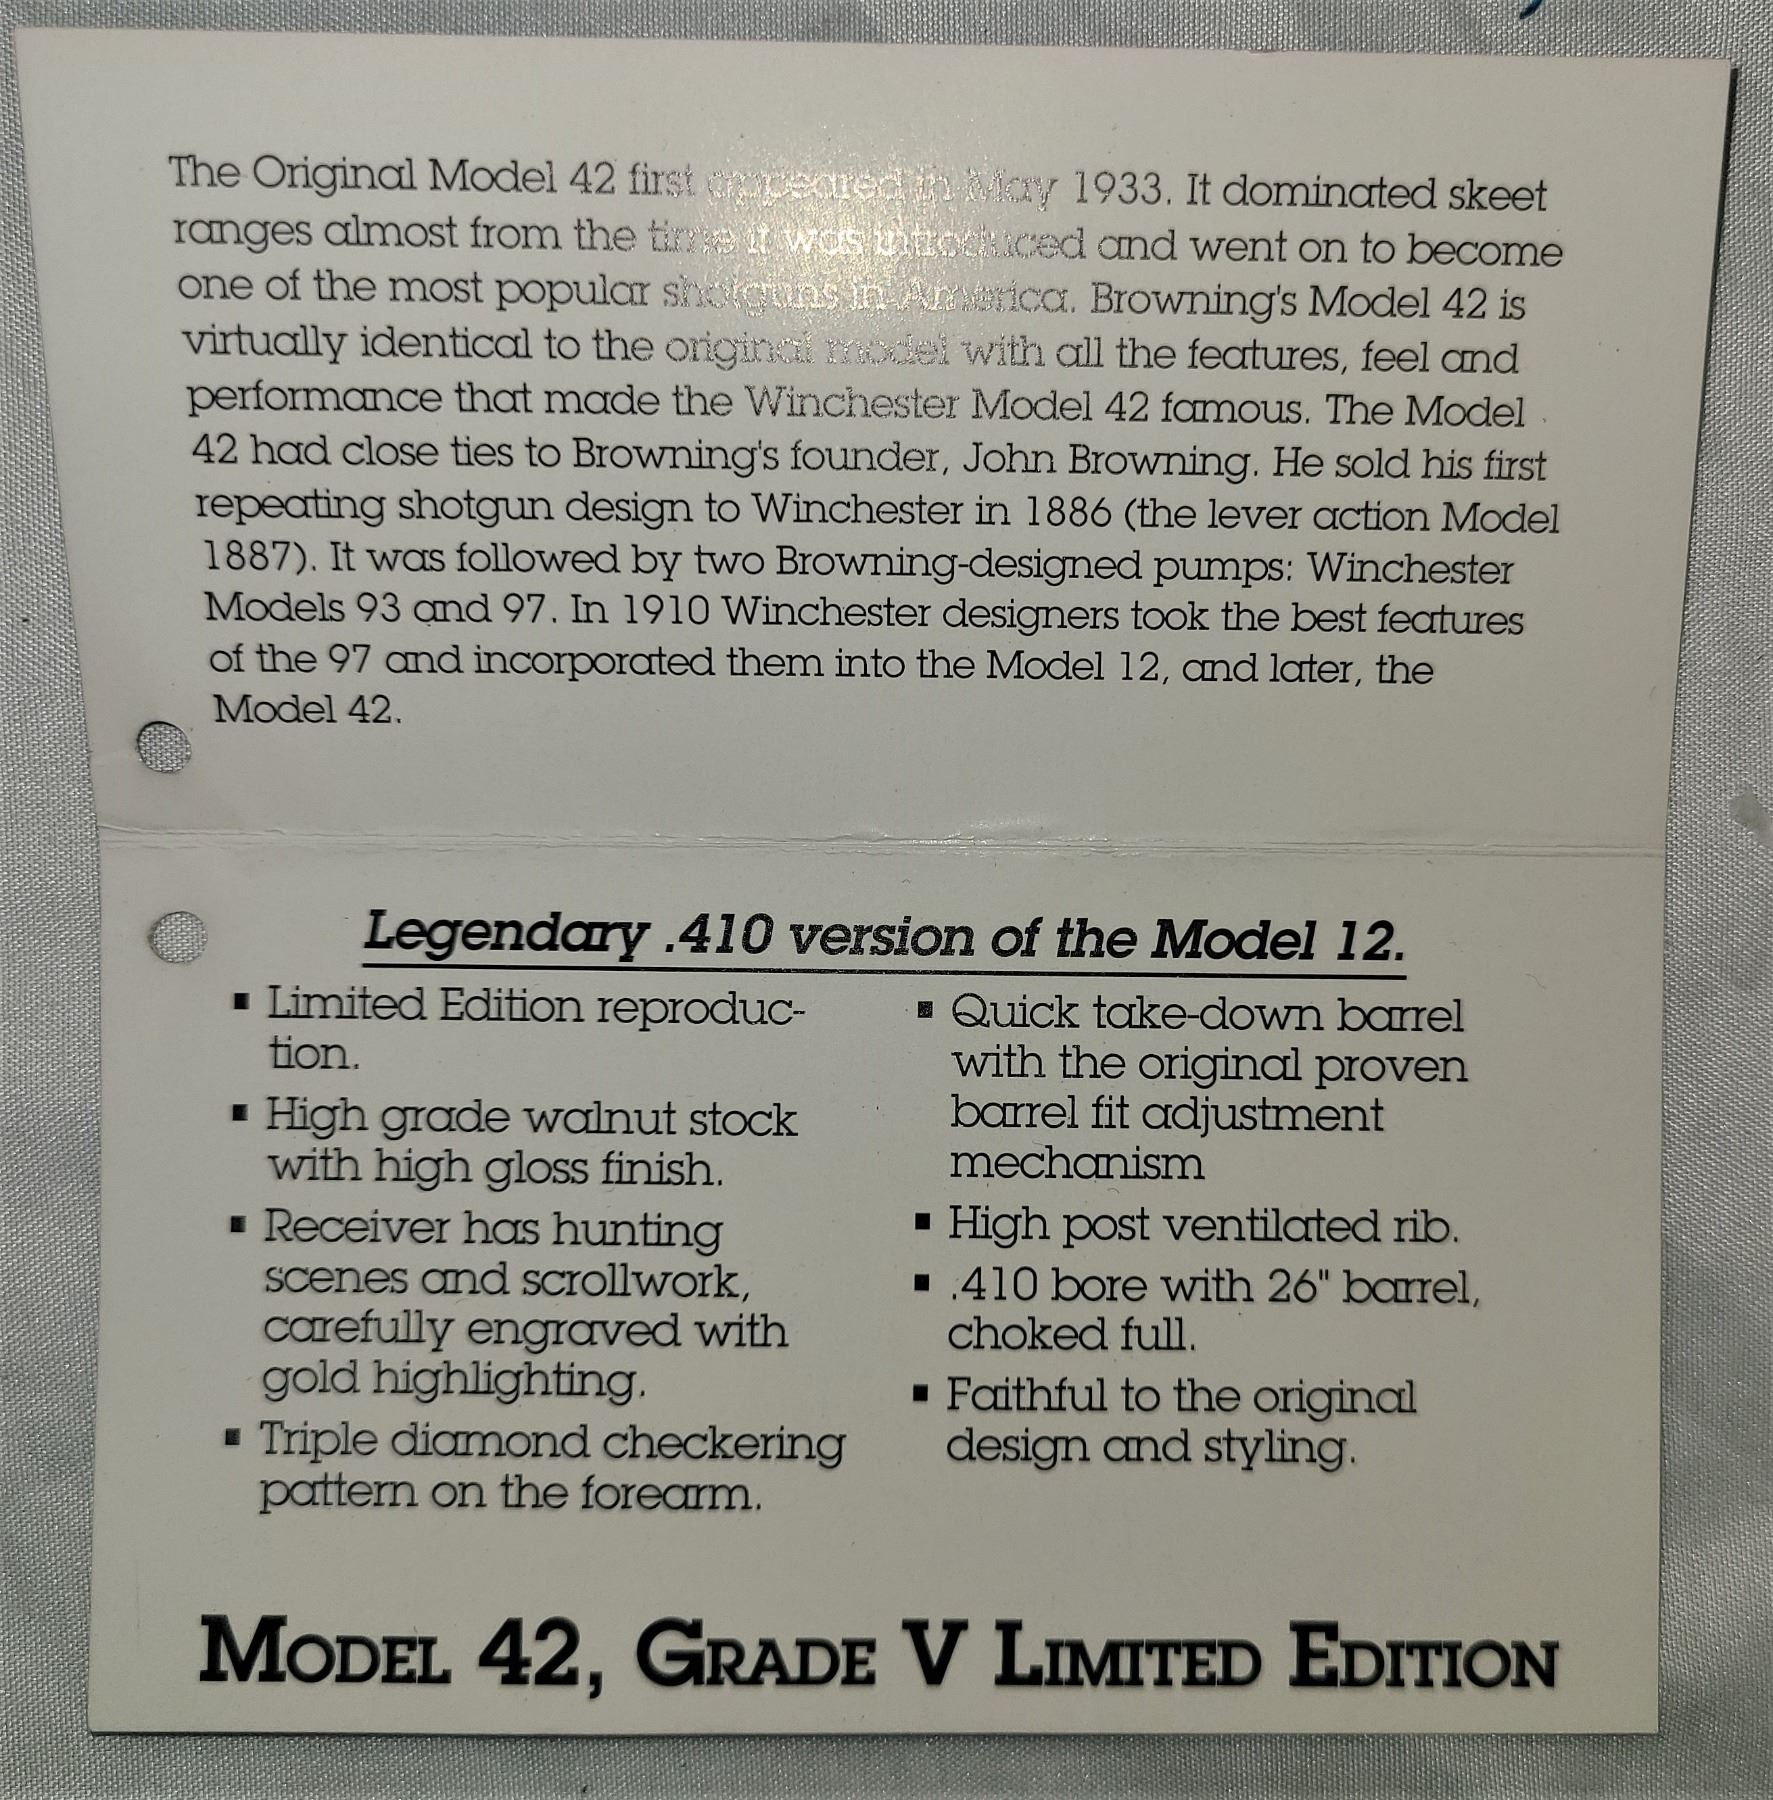 The Original Model 42 first appeared in May 1933. It dominated skeet
ranges almost from the time it was introduced and went on to become
one of the most popular shotguns in America. Browning's Model 42 is
virtually identical to the original model with all the features, feel and
performance that made the Winchester Model 42 famous. The Model
42 had close ties to Browning's founder, John Browning. He sold his first
repeating shotgun design to Winchester in 1886 (the lever action Model
1887). It was followed by two Browning-designed pumps: Winchester
Models 93 and 97. In 1910 Winchester designers took the best features
of the 97 and incorporated them into the Model 12, and later, the
Model 42.
Legendary .410 version of the Model 12.
▪ Limited Edition reproduc-
tion.
▪ High grade walnut stock
with high gloss finish.
▪ Receiver has hunting
scenes and scrollwork,
carefully engraved with
gold highlighting.
▪ Triple diamond checkering
pattern on the forearm.
▪ Quick take-down barrel
with the original proven
barrel fit adjustment
mechanism
▪ High post ventilated rib.
▪ .410 bore with 26" barrel,
choked full.
▪ Faithful to the original
design and styling.
MODEL 42, GRADE V LIMITED EDITION